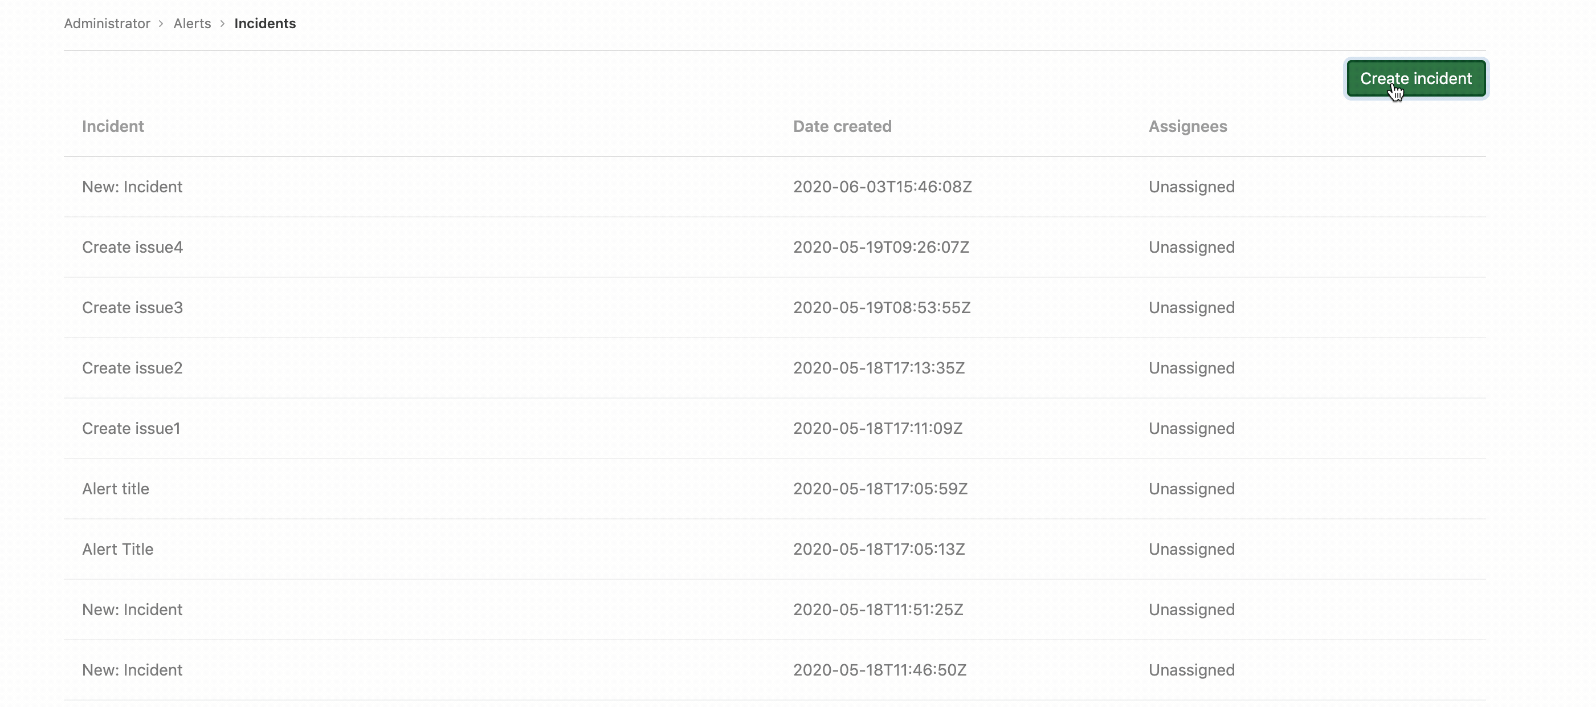 Administrator > Alerts > Incidents
Create incident
Incident Date created Assignees
New: Incident 2020-06-03T15:46:08Z Unassigned
Create issue4 2020-05-19T09:26:07Z Unassigned
Create issue3 2020-05-19T08:53:55Z Unassigned
Create issue2 2020-05-18T17:13:35Z Unassigned
Create issue1 2020-05-18T17:11:09Z Unassigned
Alert title 2020-05-18T17:05:59Z Unassigned
Alert Title 2020-05-18T17:05:13Z Unassigned
New: Incident 2020-05-18T11:51:25Z Unassigned
New: Incident 2020-05-18T11:46:50Z Unassigned